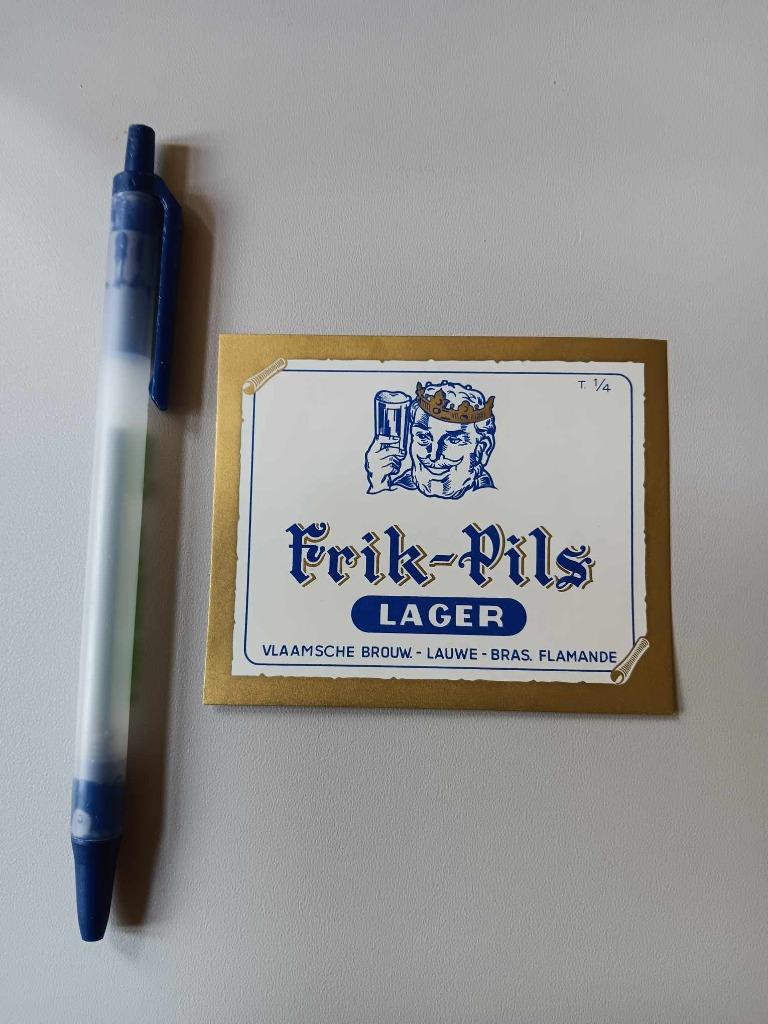 T. 1/4
Frik-Pils
LAGER
VLAAMSCHE BROUW. - LAUWE - BRAS. FLAMANDE